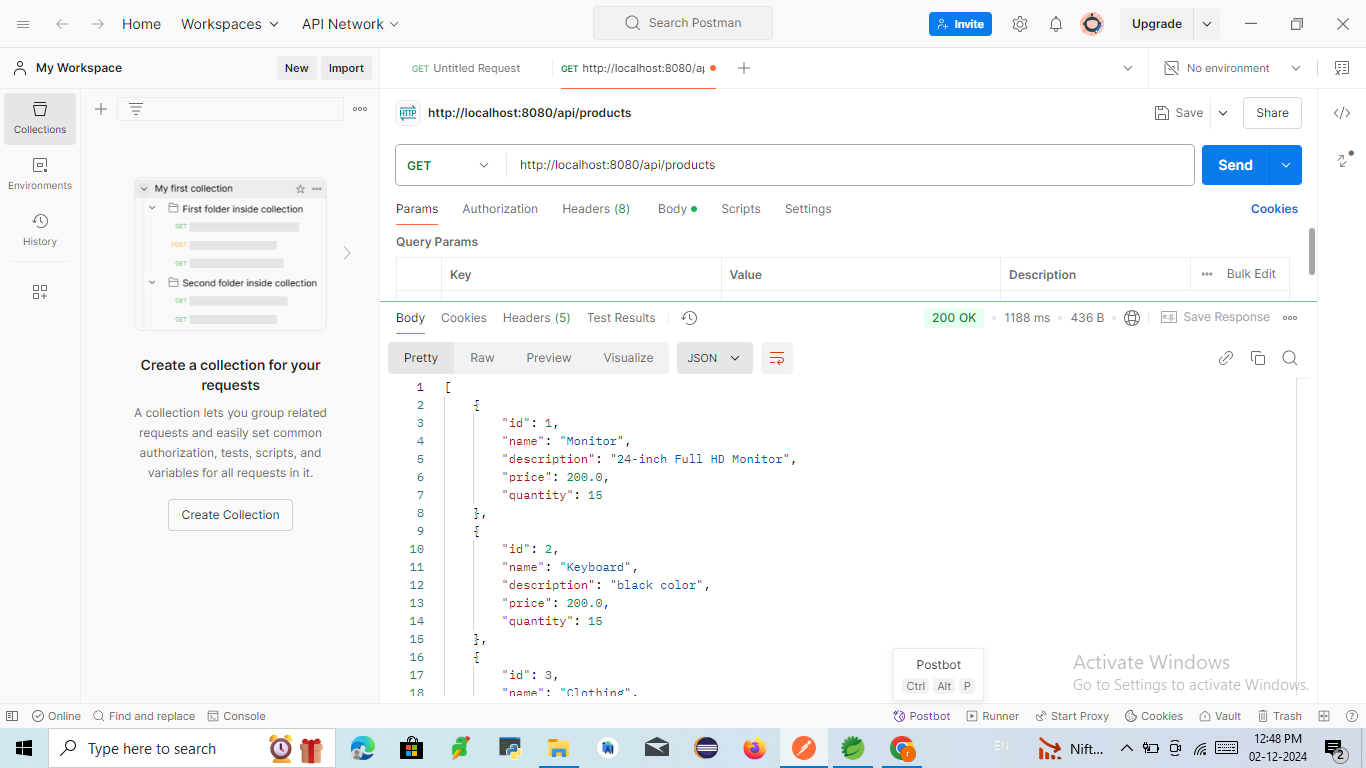 Home Workspaces API Network Search Postman Invite Upgrade
My Workspace New Import GET Untitled Request GET http://localhost:8080/ap No environment
Collections
Environments
History
My first collection
First folder inside collection
GET
POST
GET
Second folder inside collection
GET
GET
Create a collection for your
requests
A collection lets you group related
requests and easily set common
authorization, tests, scripts, and
variables for all requests in it.
Create Collection
HTTP http://localhost:8080/api/products Save Share
GET http://localhost:8080/api/products Send
Params Authorization Headers (8) Body Scripts Settings Cookies
Query Params
Key Value Description Bulk Edit
Body Cookies Headers (5) Test Results 200 OK 1188 ms 436 B e.g. Save Response
Pretty Raw Preview Visualize JSON
1 [
2 {
3 "id": 1,
4 "name": "Monitor",
5 "description": "24-inch Full HD Monitor",
6 "price": 200.0,
7 "quantity": 15
8 },
9 {
10 "id": 2,
11 "name": "Keyboard",
12 "description": "black color",
13 "price": 200.0,
14 "quantity": 15
15 },
16 {
17 "id": 3,
18 "name": "Clothing",
Postbot
Ctrl Alt P
Activate Windows
Go to Settings to activate Windows.
Online Find and replace Console Postbot Runner Start Proxy Cookies Vault Trash
Type here to search EN Nift... 12:48 PM
02-12-2024 2